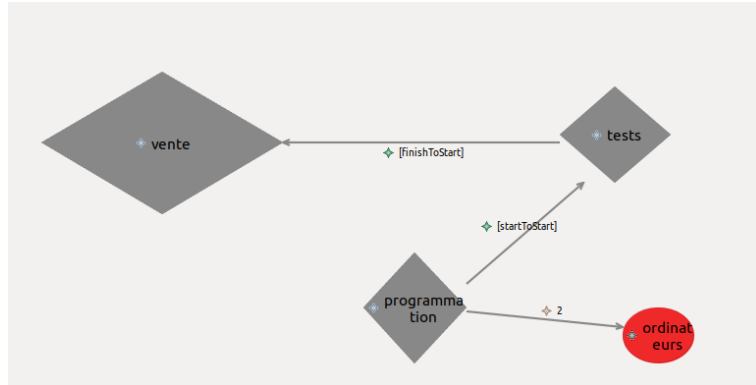 vente
tests
[finishToStart]
[startToStart]
programma
tion
2
ordinat
eurs